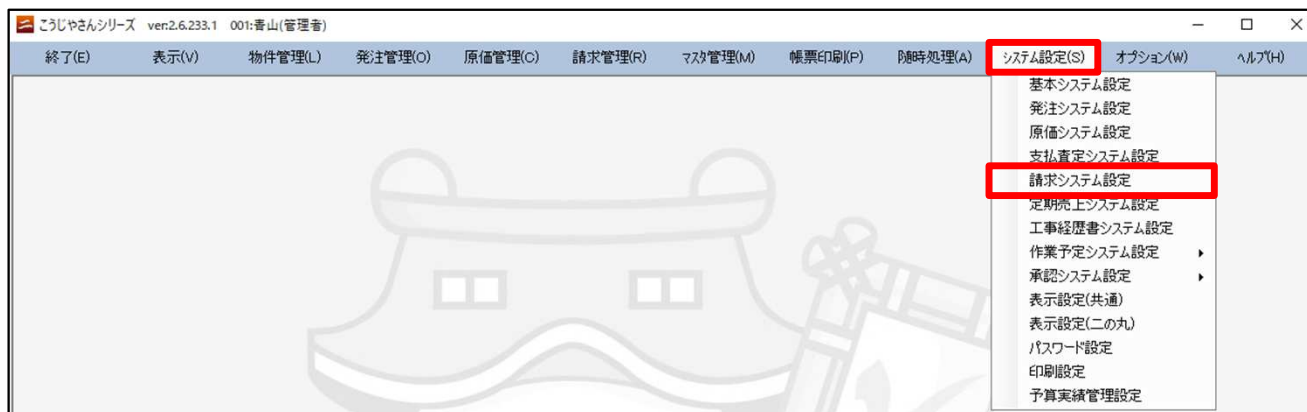 こうじやさんシリーズ ver:2.6.233.1 001:青山(管理者)
終了(E) 表示(V) 物件管理(L) 発注管理(O) 原価管理(C) 請求管理(R) マスタ管理(M) 帳票印刷(P) 随時処理(A) システム設定(S) オプション(W) ヘルプ(H)
基本システム設定
発注システム設定
原価システム設定
支払査定システム設定
請求システム設定
定期売上システム設定
工事経歴書システム設定
作業予定システム設定
承認システム設定
表示設定(共通)
表示設定(二の丸)
パスワード設定
印刷設定
予算実績管理設定